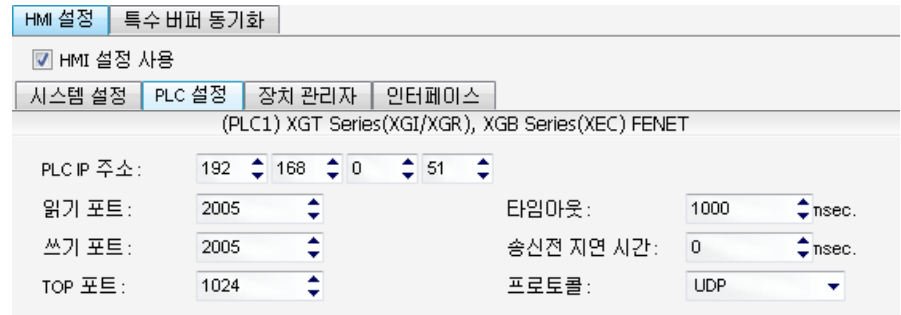 HMI 설정 특수 버퍼 동기화
HMI 설정 사용
시스템 설정 PLC 설정 장치 관리자 인터페이스
(PLC1) XGT Series(XGI/XGR), XGB Series(XEC) FENET
PLC IP 주소: 192 168 0 51
읽기 포트: 2005 타임아웃: 1000 msec.
쓰기 포트: 2005 송신전 지연 시간: 0 msec.
TOP 포트: 1024 프로토콜: UDP